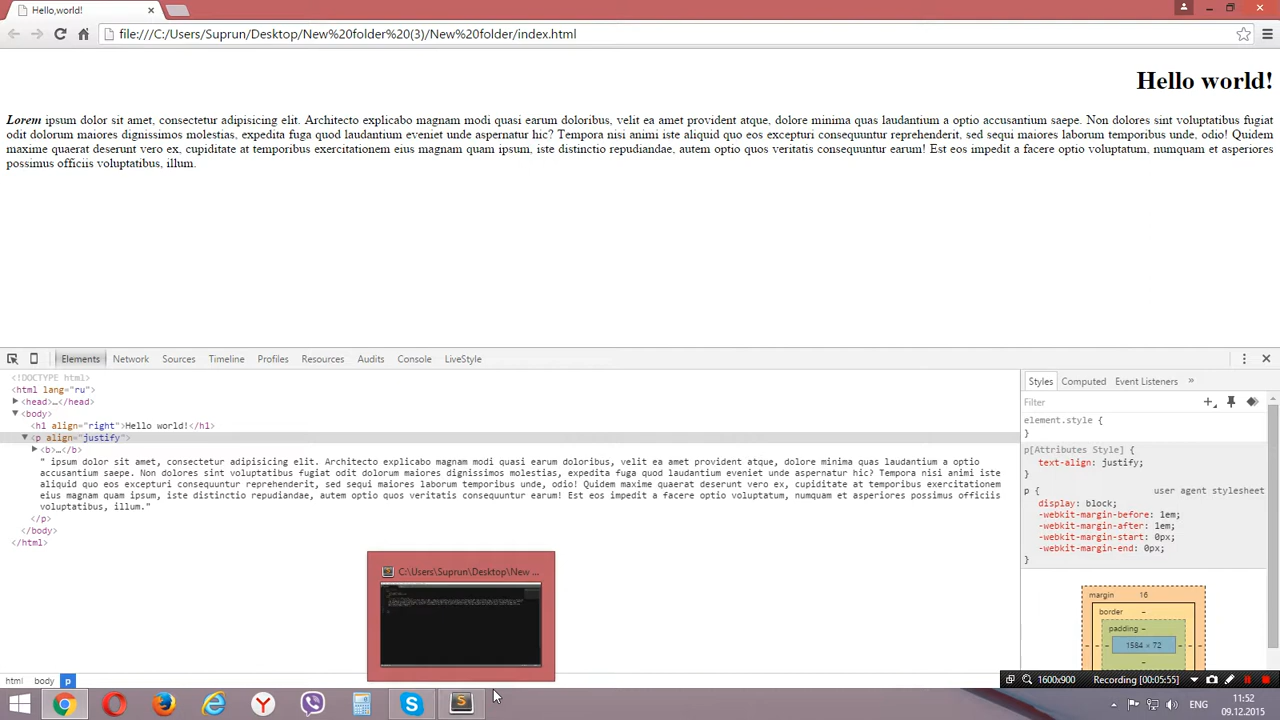 Hello,world!
file:///C:/Users/Suprun/Desktop/New%20folder%20(3)/New%20folder/index.html
Hello world!
Lorem ipsum dolor sit amet, consectetur adipisicing elit. Architecto explicabo magnam modi quasi earum doloribus, velit ea amet provident atque, dolore minima quas laudantium a optio accusantium saepe. Non dolores sint voluptatibus fugiat
odit dolorum maiores dignissimos molestias, expedita fuga quod laudantium eveniet unde aspernatur hic? Tempora nisi animi iste aliquid quo eos excepturi consequuntur reprehenderit, sed sequi maiores laborum temporibus unde, odio! Quidem
maxime quaerat deserunt vero ex, cupiditate at temporibus exercitationem eius magnam quam ipsum, iste distinctio repudiandae, autem optio quos veritatis consequuntur earum! Est eos impedit a facere optio voluptatum, numquam et asperiores
possimus officiis voluptatibus, illum.
Elements Network Sources Timeline Profiles Resources Audits Console LiveStyle
<!DOCTYPE html>
<html lang="ru">
<head>…</head>
<body>
<h1 align="right">Hello world!</h1>
<p align="justify">
<b>…</b>
" ipsum dolor sit amet, consectetur adipisicing elit. Architecto explicabo magnam modi quasi earum doloribus, velit ea amet provident atque, dolore minima quas laudantium a optio
accusantium saepe. Non dolores sint voluptatibus fugiat odit dolorum maiores dignissimos molestias, expedita fuga quod laudantium eveniet unde aspernatur hic? Tempora nisi animi iste
aliquid quo eos excepturi consequuntur reprehenderit, sed sequi maiores laborum temporibus unde, odio! Quidem maxime quaerat deserunt vero ex, cupiditate at temporibus exercitationem
eius magnam quam ipsum, iste distinctio repudiandae, autem optio quos veritatis consequuntur earum! Est eos impedit a facere optio voluptatum, numquam et asperiores possimus officiis
voluptatibus, illum."
</p>
</body>
</html>
Styles Computed Event Listeners »
Filter
element.style {
}
p[Attributes Style] {
text-align: justify;
}
p { user agent stylesheet
display: block;
-webkit-margin-before: 1em;
-webkit-margin-after: 1em;
-webkit-margin-start: 0px;
-webkit-margin-end: 0px;
}
margin 16
border -
padding -
- - - 1584 × 72 - - -
-
C:\Users\Suprun\Desktop\New ...
html body p
1600x900 Recording [00:05:55]
ENG
11:52
09.12.2015